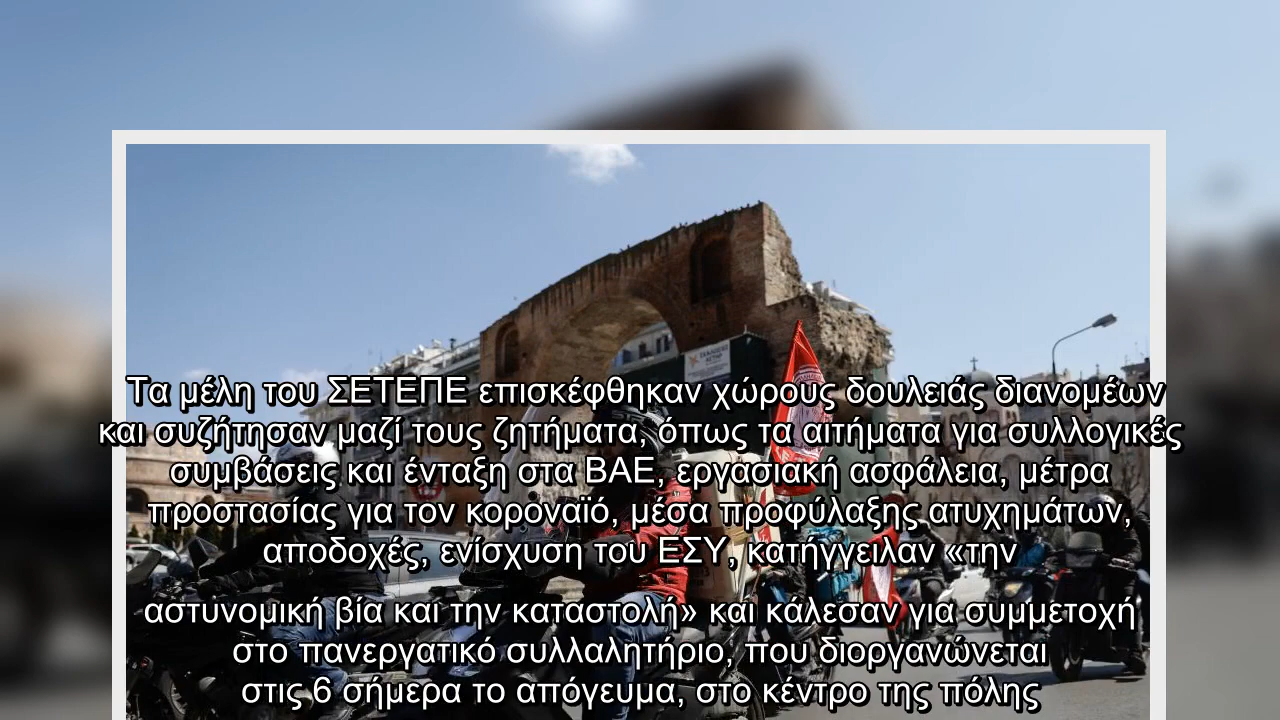 Τα μέλη του ΣΕΤΕΠΕ επισκέφθηκαν χώρους δουλειάς διανομέων
και συζήτησαν μαζί τους ζητήματα, όπως τα αιτήματα για συλλογικές
συμβάσεις και ένταξη στα ΒΑΕ, εργασιακή ασφάλεια, μέτρα
προστασίας για τον κοροναϊό, μέσα προφύλαξης ατυχημάτων,
αποδοχές, ενίσχυση του ΕΣΥ, κατήγγειλαν «την
αστυνομική βία και την καταστολή» και κάλεσαν για συμμετοχή
στο πανεργατικό συλλαλητήριο, που διοργανώνεται
στις 6 σήμερα το απόγευμα, στο κέντρο της πόλης